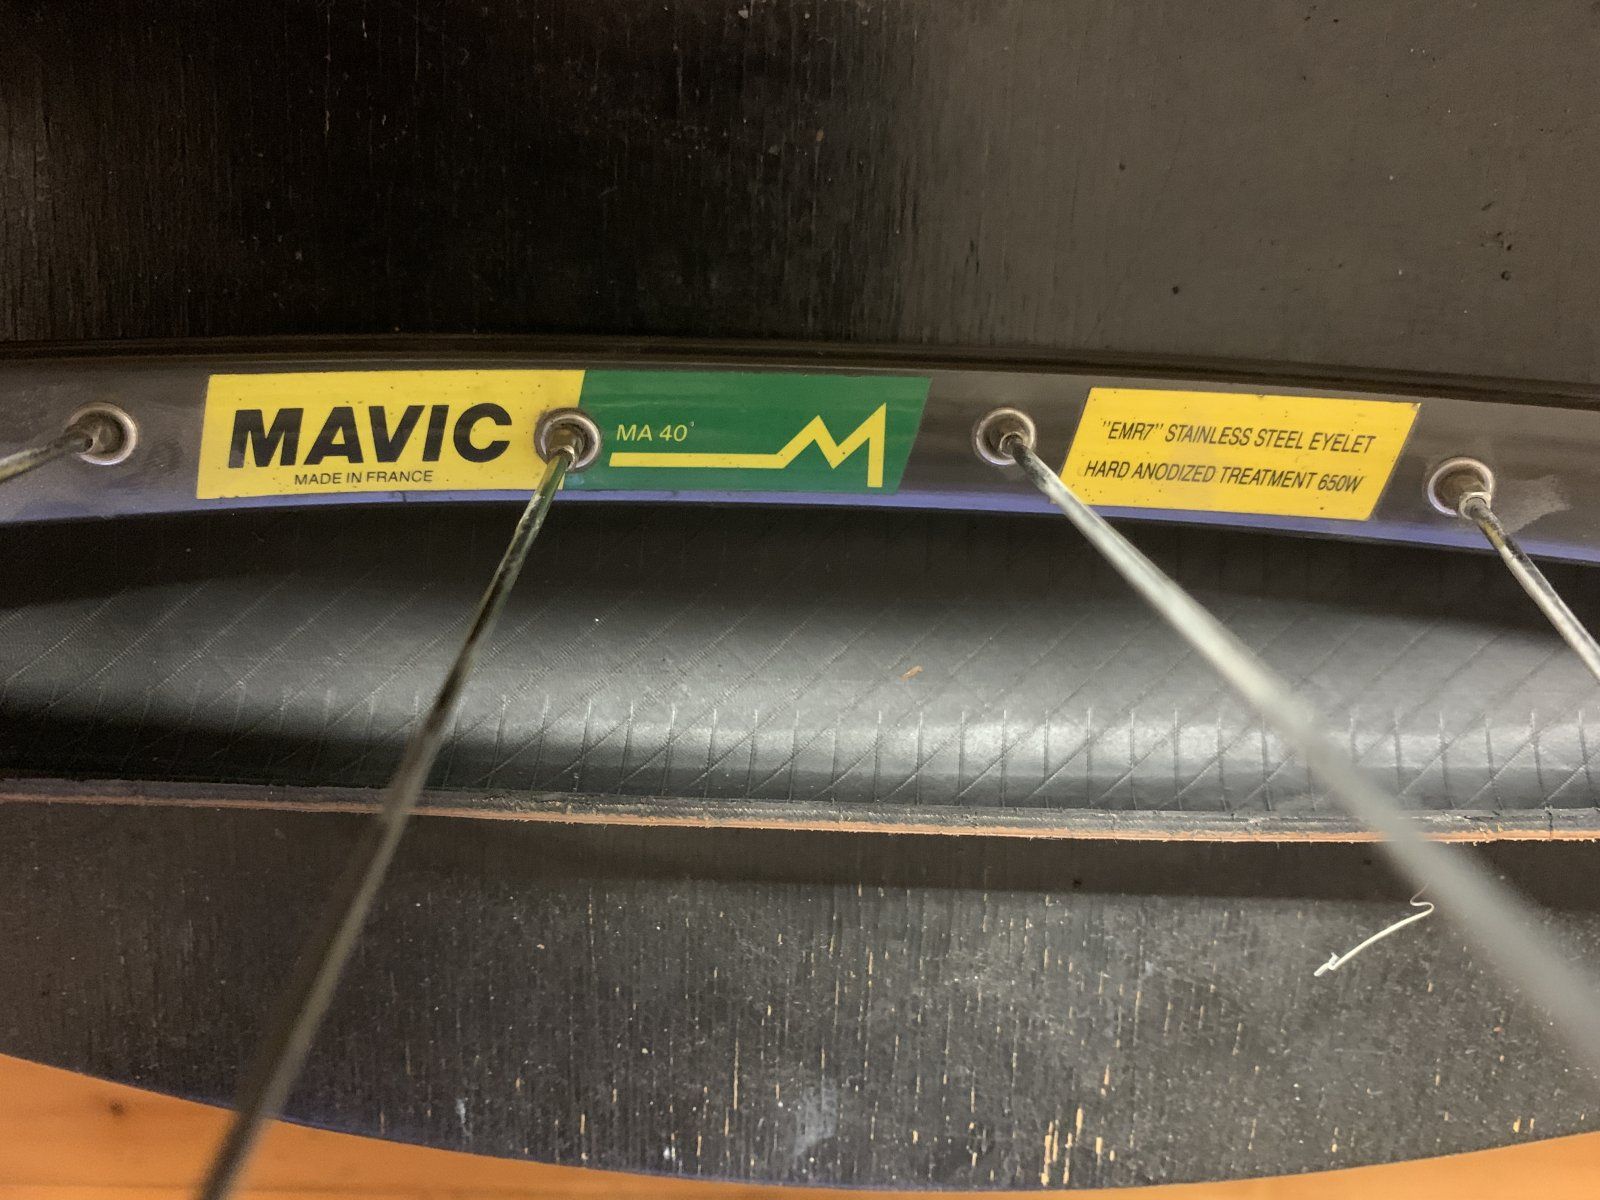 MAVIC
MADE IN FRANCE
MA 40
"EMR7" STAINLESS STEEL EYELET
HARD ANODIZED TREATMENT 650W